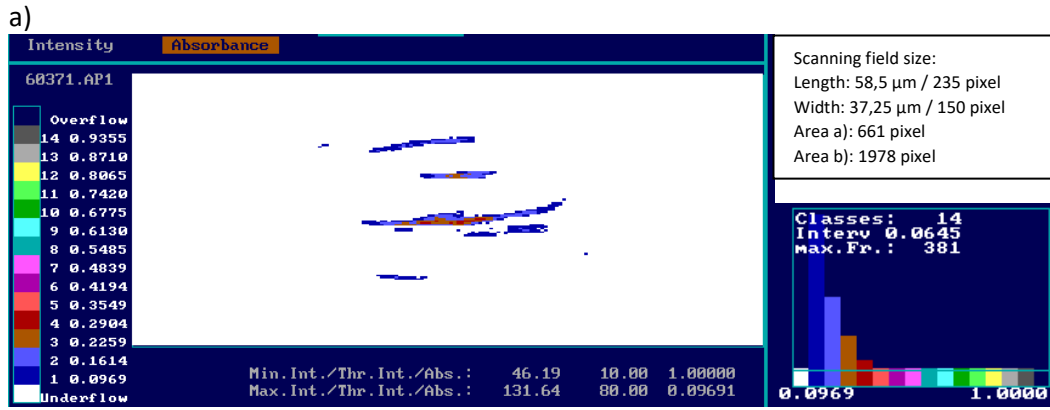 a)
Intensity Absorbance
60371.AP1
Overflow
14 0.9355
13 0.8710
12 0.8065
11 0.7420
10 0.6775
9 0.6130
8 0.5485
7 0.4839
6 0.4194
5 0.3549
4 0.2904
3 0.2259
2 0.1614
1 0.0969
Underflow
Min.Int./Thr.Int./Abs.: 46.19 10.00 1.00000
Max.Int./Thr.Int./Abs.: 131.64 80.00 0.09691
Scanning field size:
Length: 58,5 µm / 235 pixel
Width: 37,25 µm / 150 pixel
Area a): 661 pixel
Area b): 1978 pixel
Classes: 14
Interv 0.0645
max.Fr.: 381
0.0969 1.0000